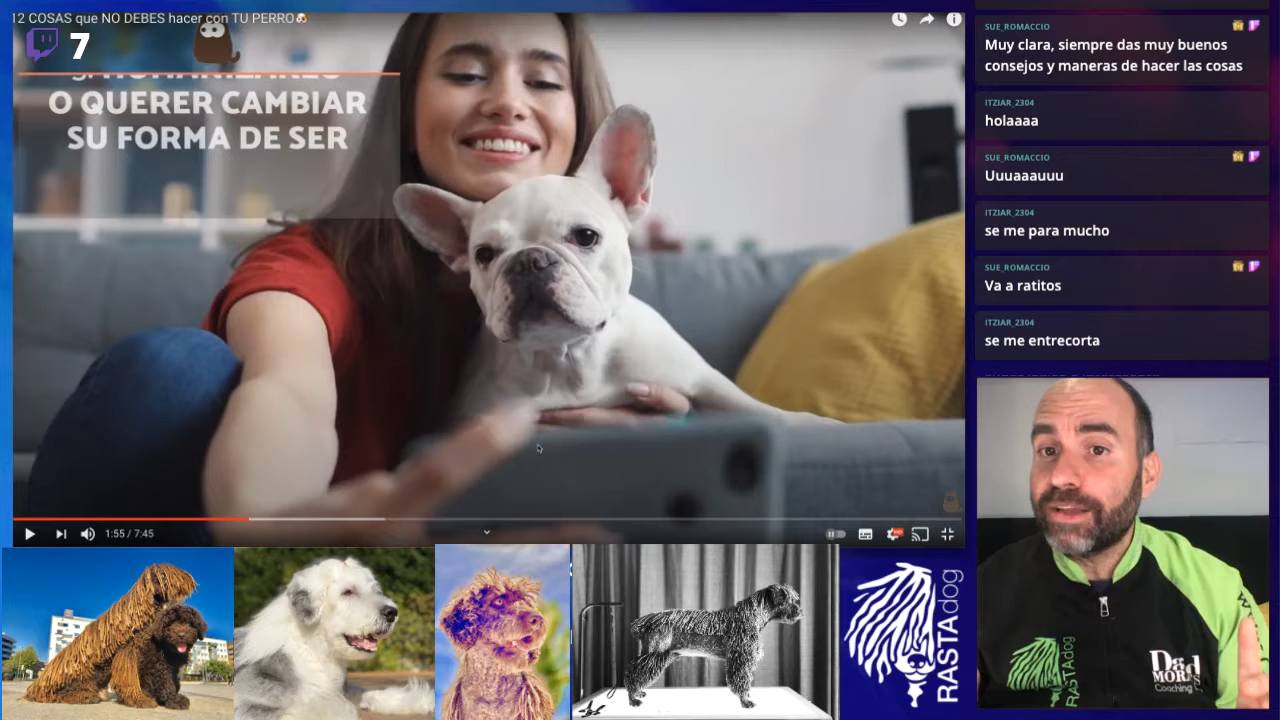 12 COSAS que NO DEBES hacer con TU PERRO
7
O QUERER CAMBIAR
SU FORMA DE SER
1:55 / 7:45
SUE_ROMACCIO
Muy clara, siempre das muy buenos
consejos y maneras de hacer las cosas
ITZIAR_2304
holaaaa
SUE_ROMACCIO
Uuuaaauuu
ITZIAR_2304
se me para mucho
SUE_ROMACCIO
Va a ratitos
ITZIAR_2304
se me entrecorta
RASTAdog
RASTAdog
Coaching